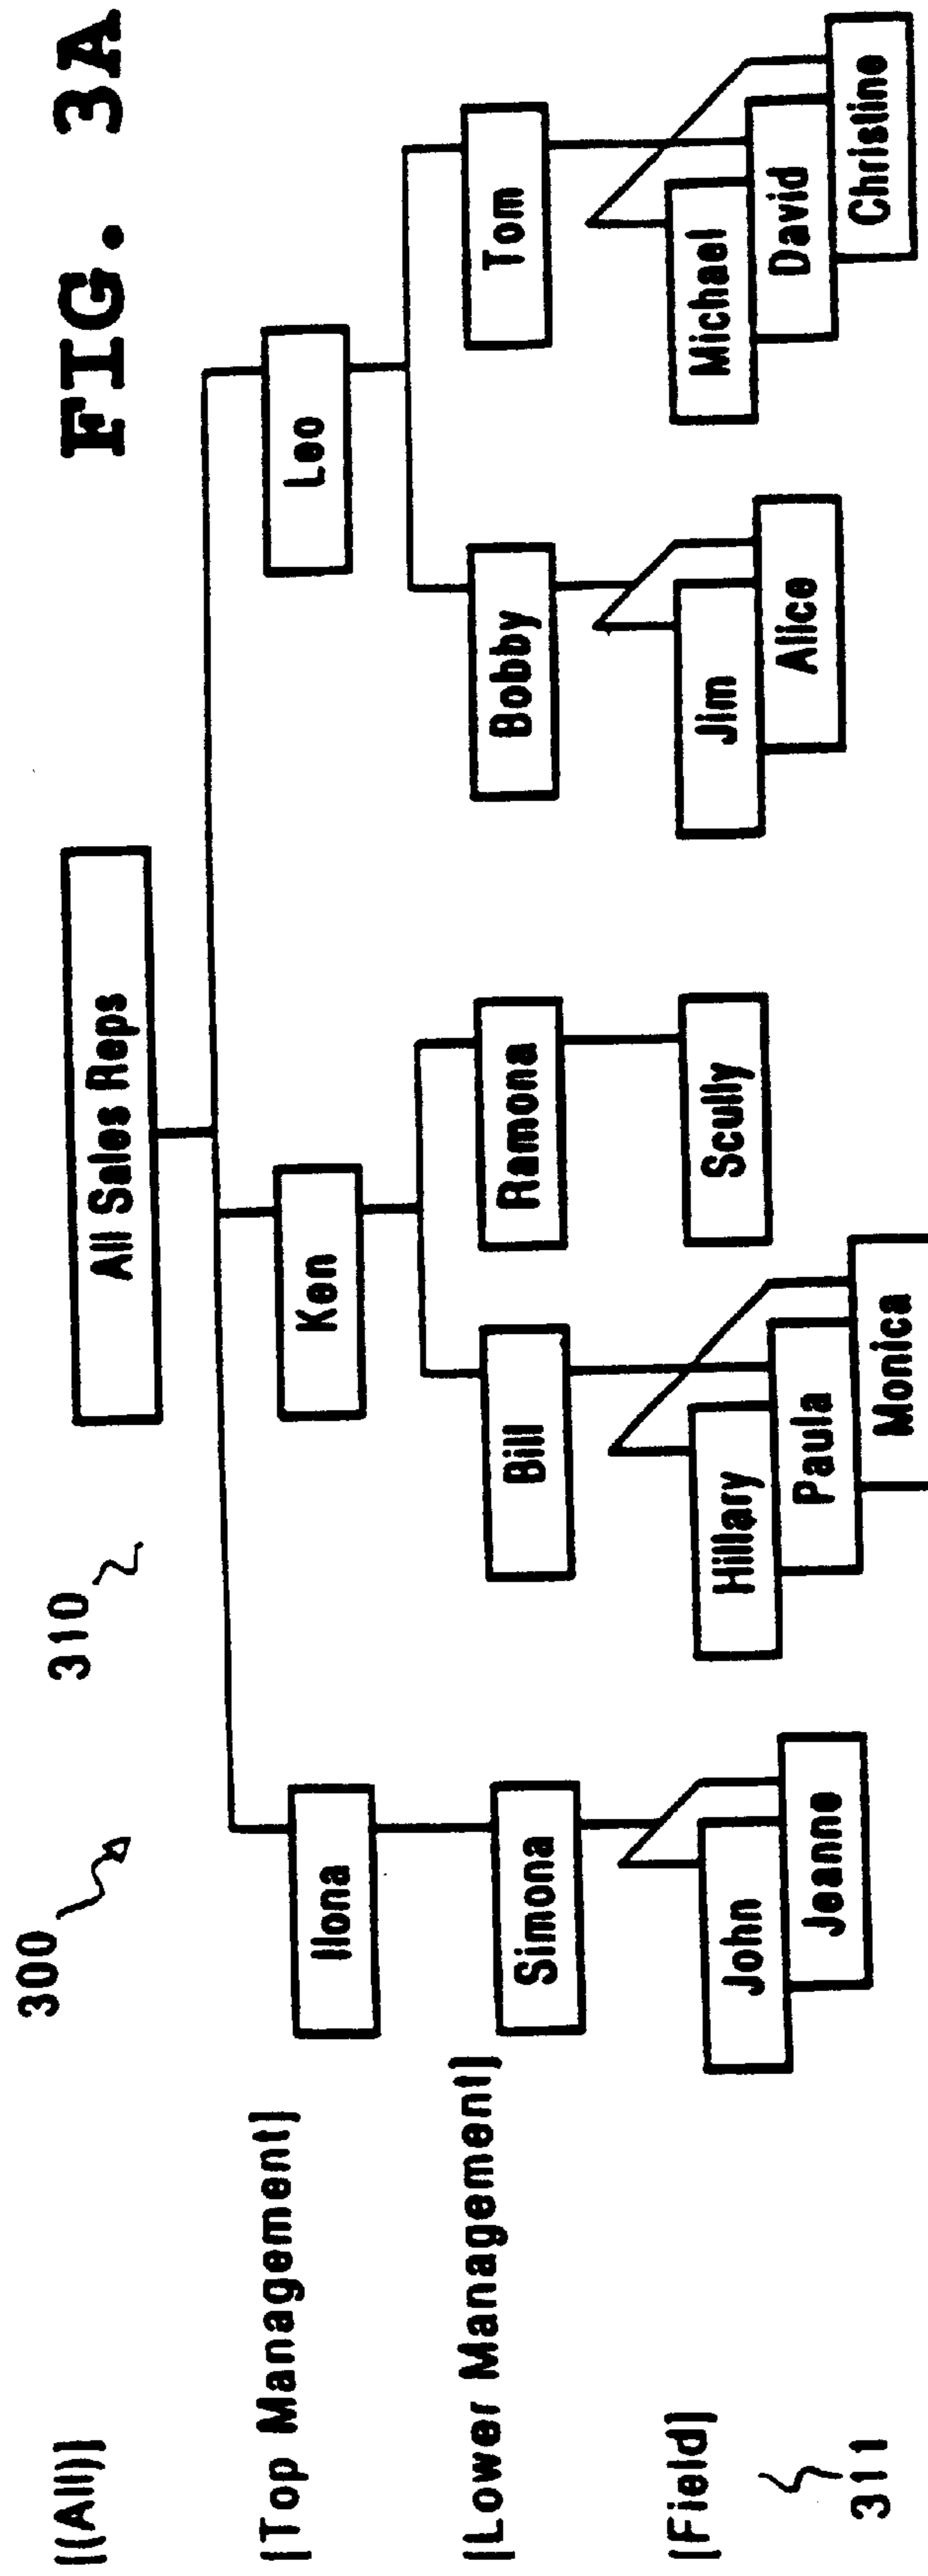 FIG. 3A
300
310
[(All)]
All Sales Reps
[Top Management]
Ilona
Ken
Leo
[Lower Management]
Simona
Bill
Ramona
Bobby
Tom
[Field]
John
Jeanne
Hillary
Paula
Monica
Scully
Jim
Alice
Michael
David
Christine
311